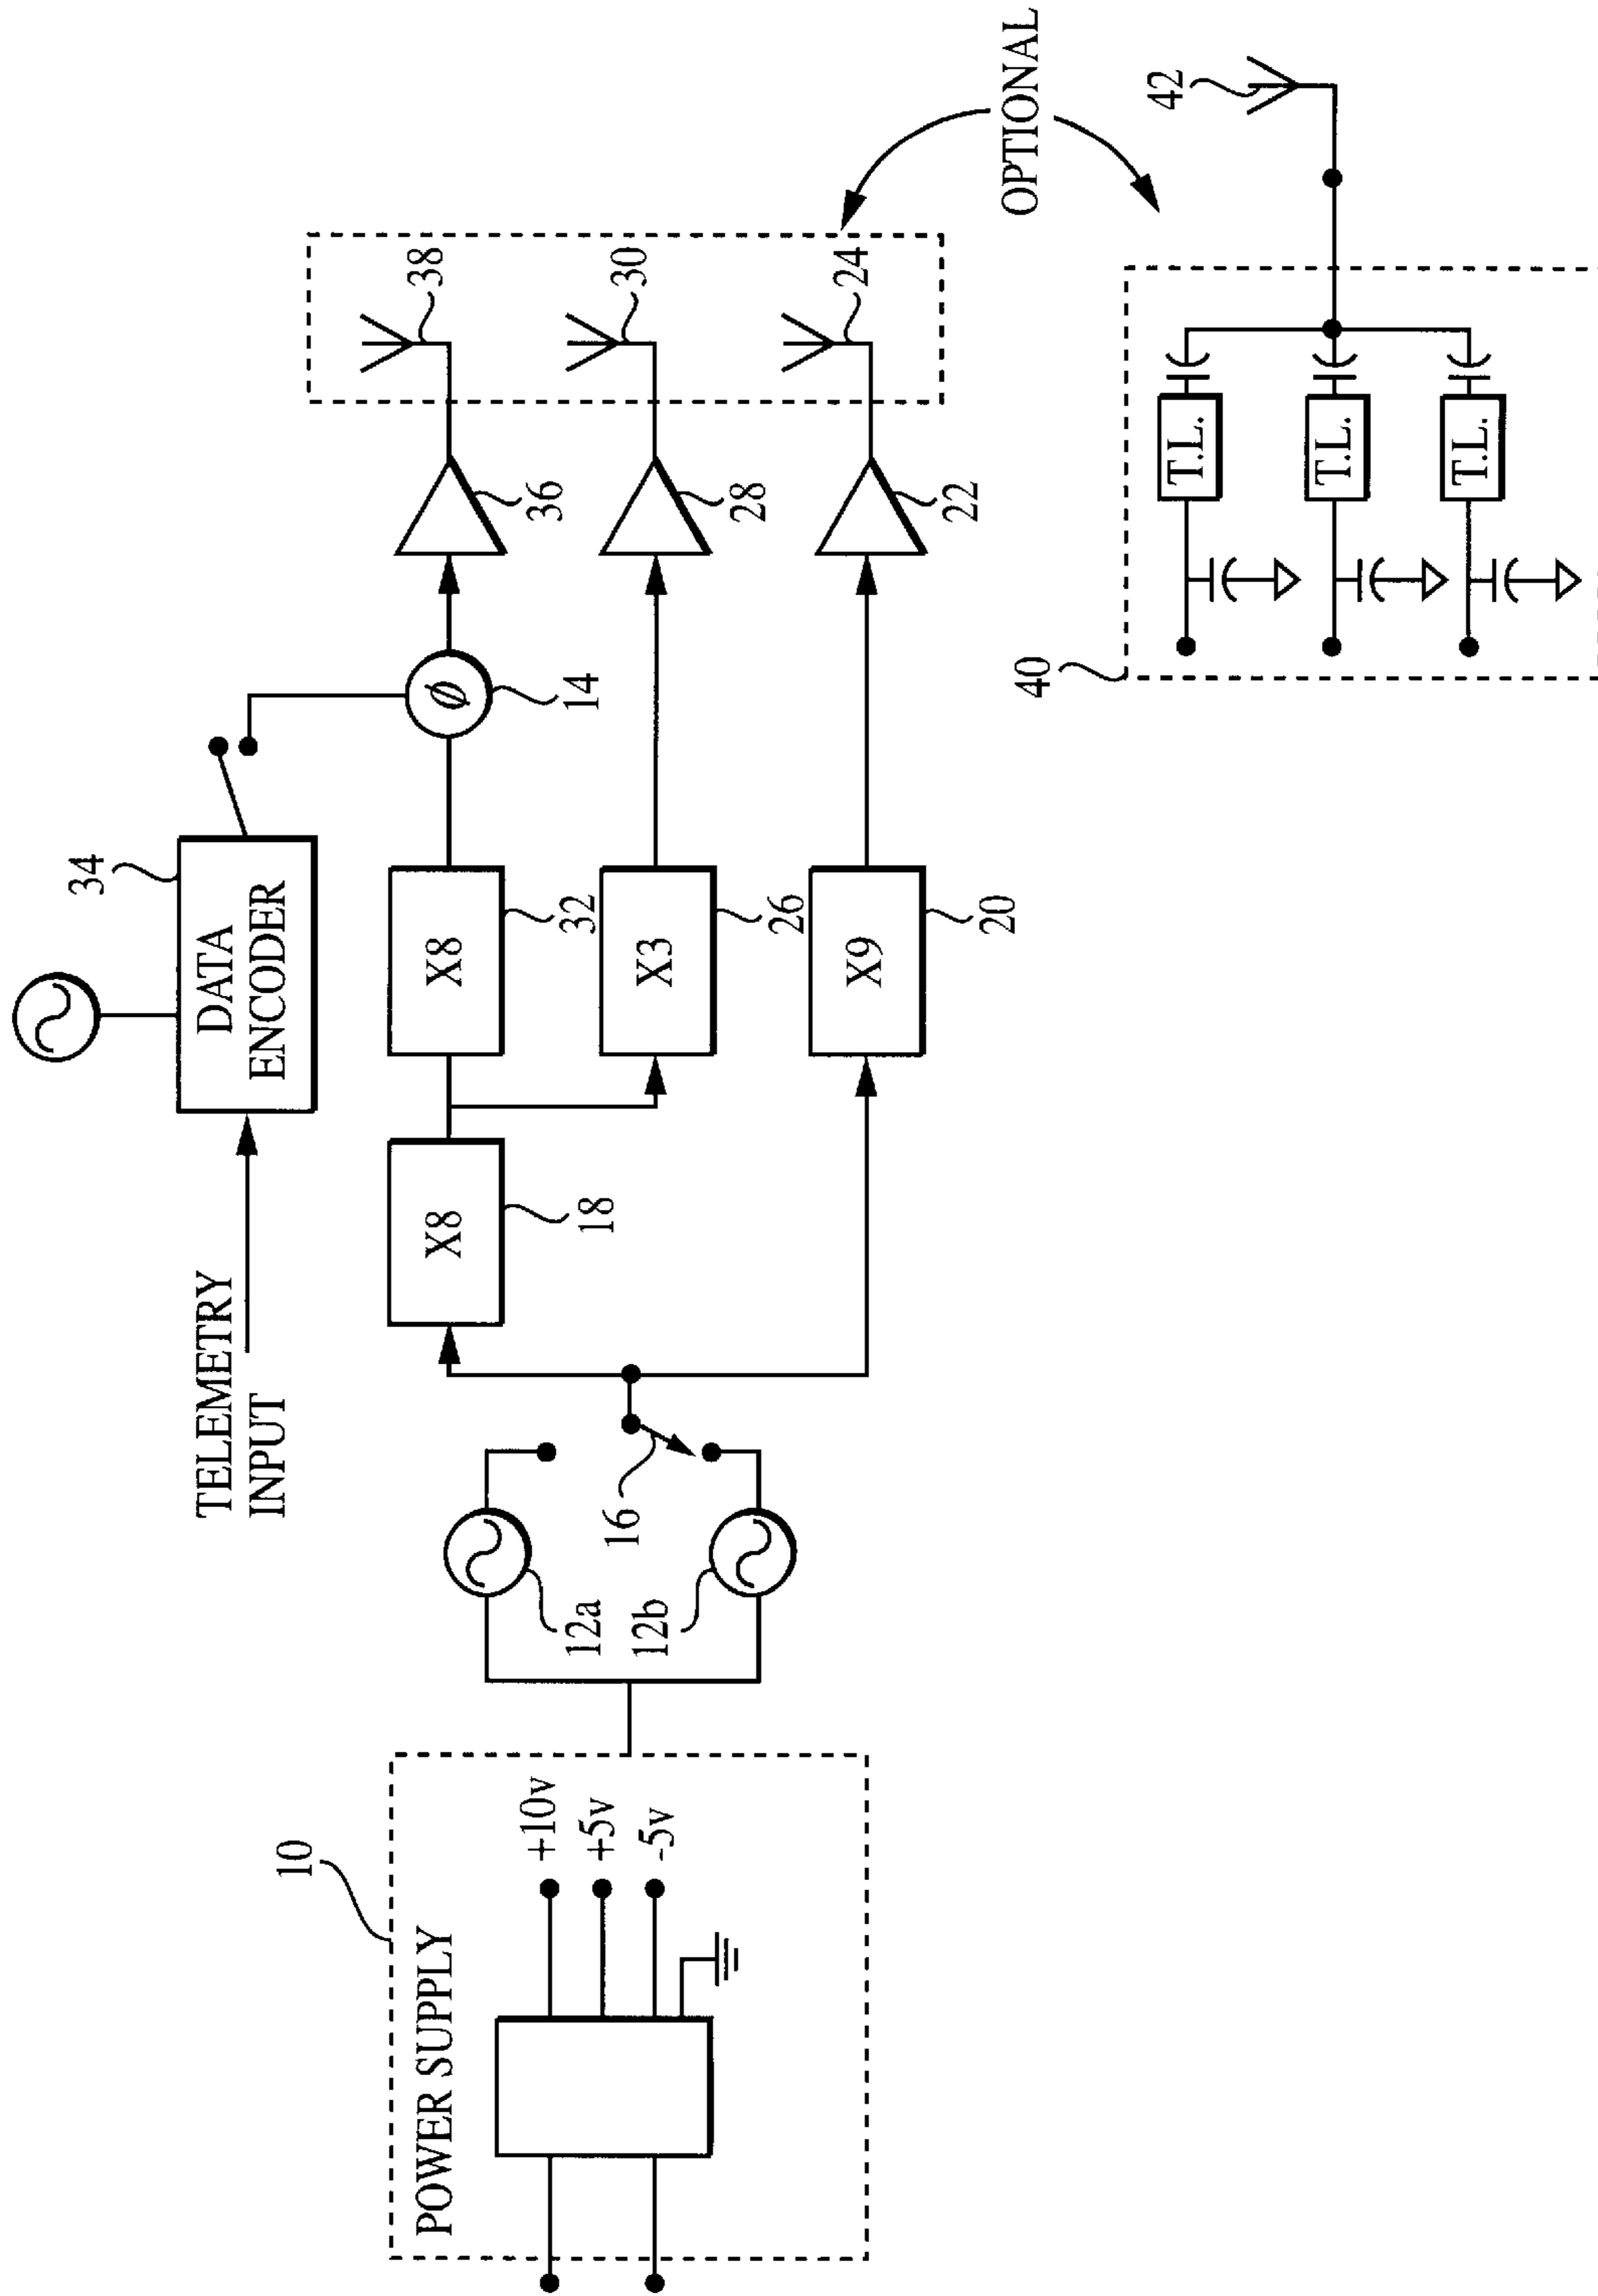 POWER SUPPLY
10
+10v
+5v
-5v
12a
12b
16
TELEMETRY
INPUT
DATA
ENCODER
34
X8
18
X8
32
X3
26
X9
20
14
ϕ
36
28
22
38
30
24
OPTIONAL
40
T.L.
T.L.
T.L.
42